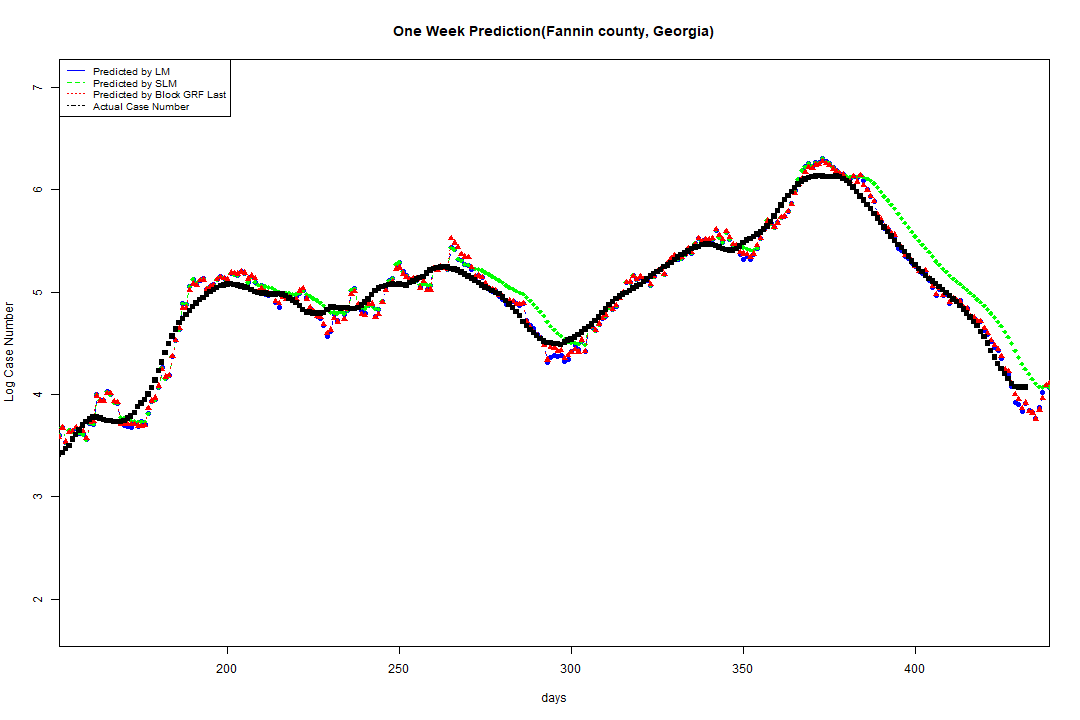 One Week Prediction(Fannin county, Georgia)
Predicted by LM
Predicted by SLM
Predicted by Block GRF Last
Actual Case Number
Log Case Number
7
6
5
4
3
2
200
250
300
350
400
days